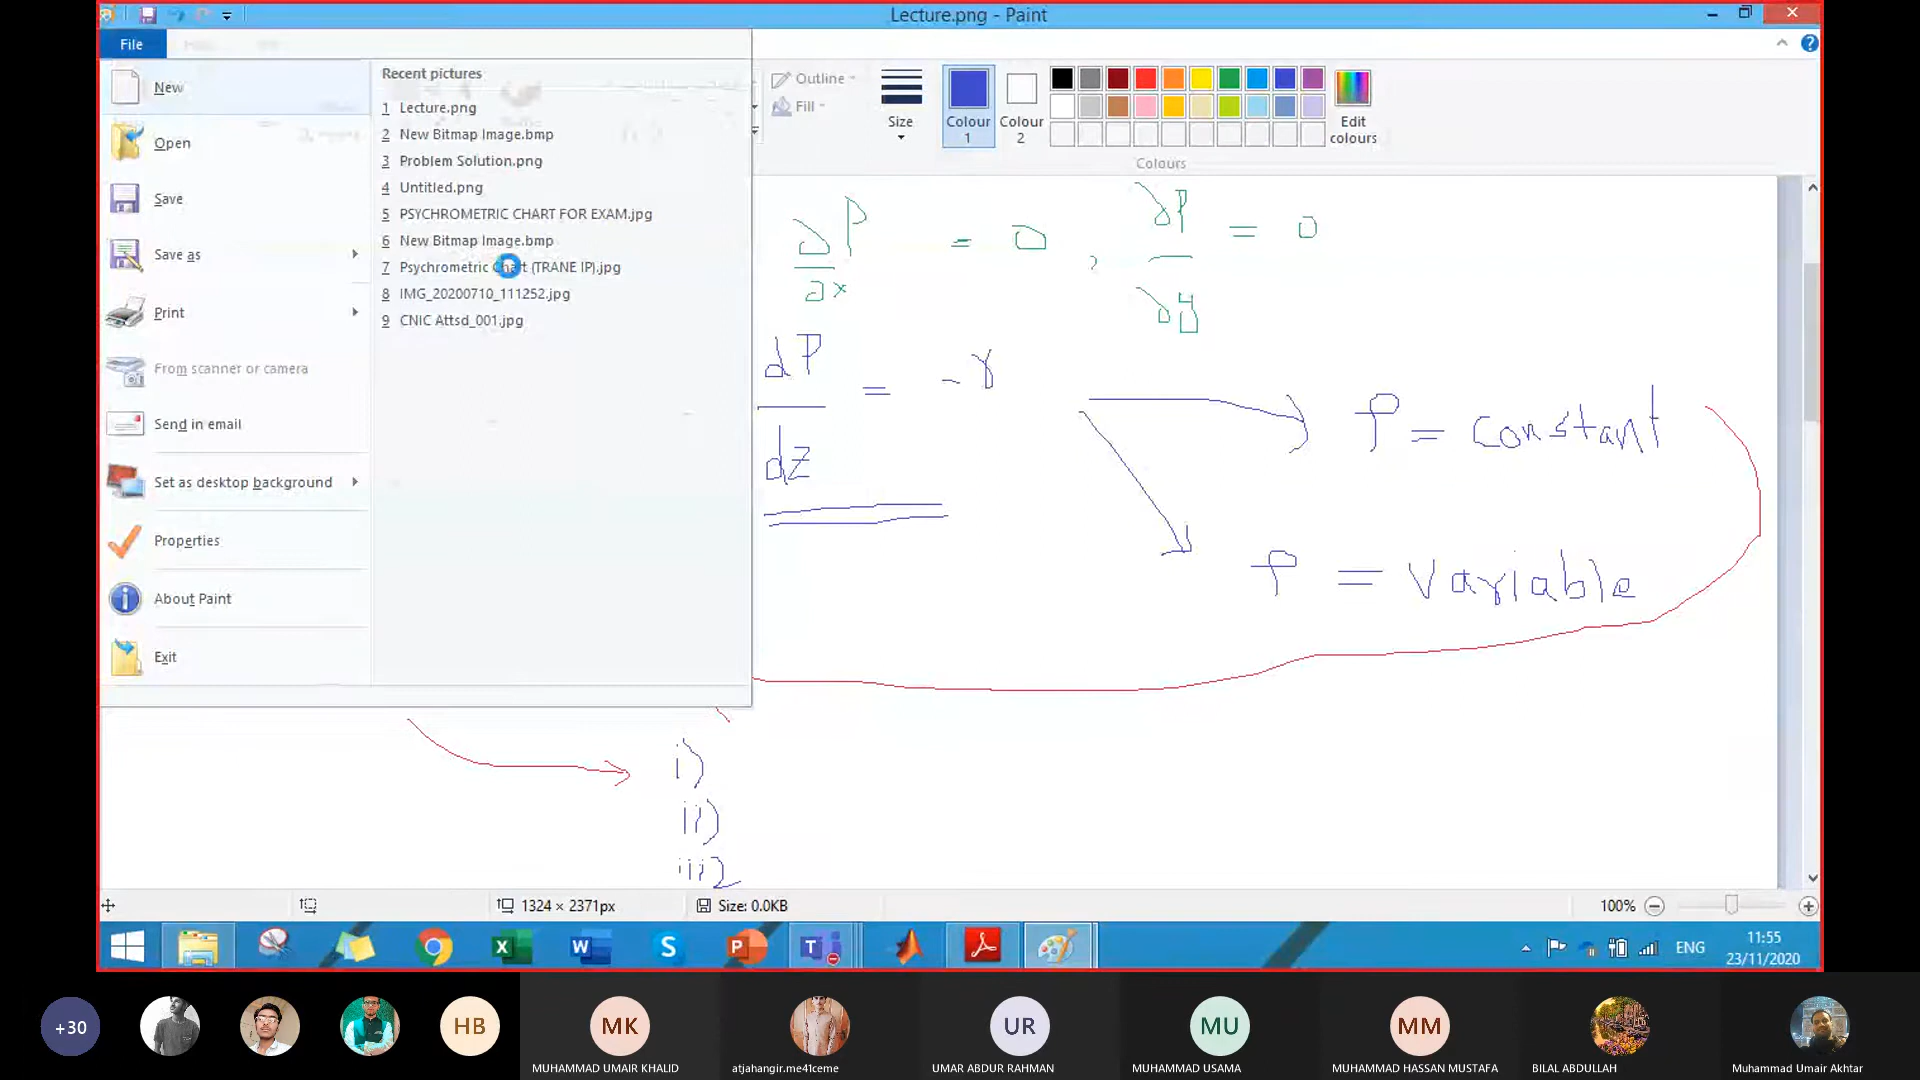 Lecture.png - Paint
File
New
Open
Save
Save as
Print
From scanner or camera
Send in email
Set as desktop background
Properties
About Paint
Exit
Recent pictures
1 Lecture.png
2 New Bitmap Image.bmp
3 Problem Solution.png
4 Untitled.png
5 PSYCHROMETRIC CHART FOR EXAM.jpg
6 New Bitmap Image.bmp
7 Psychrometric Chart (TRANE IP).jpg
8 IMG_20200710_111252.jpg
9 CNIC Attsd_001.jpg
Outline
Fill
Size
Colour 1
Colour 2
Edit colours
Colours
∂P/∂x = 0 , ∂P/∂y = 0
dP/dz = -γ
ρ = constant
ρ = Variable
i)
ii)
1324 × 2371px
Size: 0.0KB
100%
ENG
11:55
23/11/2020
+30
HB
MK
UR
MU
MM
MUHAMMAD UMAIR KHALID
atjahangir.me41ceme
UMAR ABDUR RAHMAN
MUHAMMAD USAMA
MUHAMMAD HASSAN MUSTAFA
BILAL ABDULLAH
Muhammad Umair Akhtar